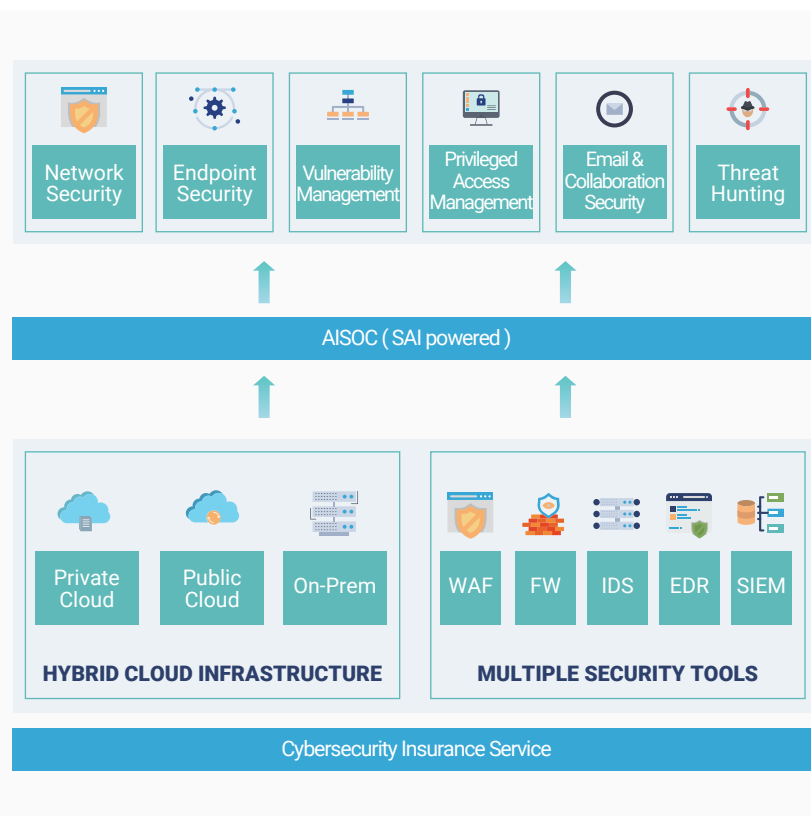 Network
Security
Endpoint
Security
Vulnerability
Management
Privileged
Access
Management
Email &
Collaboration
Security
Threat
Hunting
AISOC ( SAI powered )
Private
Cloud
Public
Cloud
On-Prem
HYBRID CLOUD INFRASTRUCTURE
WAF
FW
IDS
EDR
SIEM
MULTIPLE SECURITY TOOLS
Cybersecurity Insurance Service